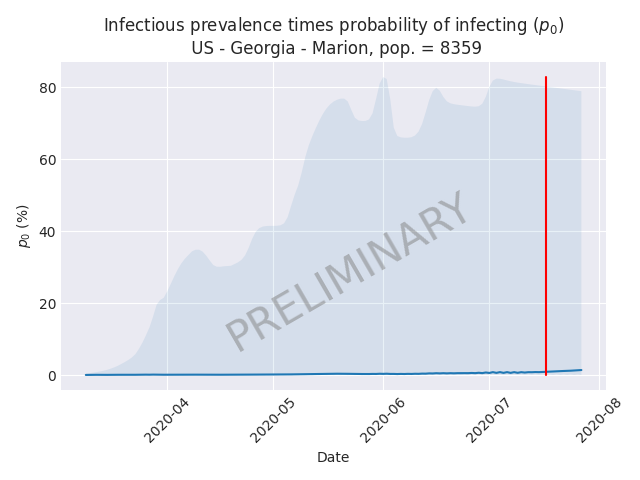 Infectious prevalence times probability of infecting (p₀)
US - Georgia - Marion, pop. = 8359
80
60
40
20
0
p₀ (%)
PRELIMINARY
2020-04
2020-05
2020-06
2020-07
2020-08
Date